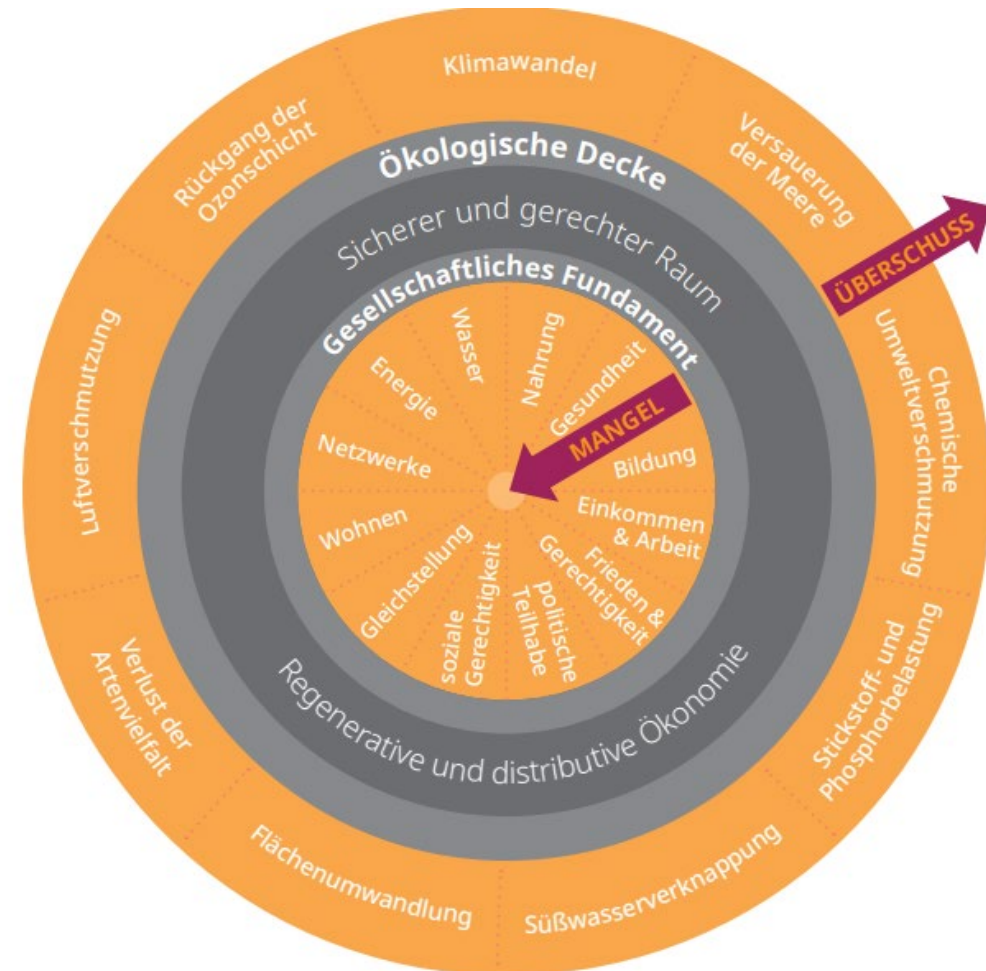 Klimawandel
Versauerung
der Meere
ÜBERSCHUSS
Chemische
Umweltverschmutzung
Stickstoff- und
Phosphorbelastung
Süßwasserverknappung
Flächenumwandlung
Verlust der
Artenvielfalt
Luftverschmutzung
Rückgang der
Ozonschicht
Ökologische Decke
Sicherer und gerechter Raum
Gesellschaftliches Fundament
Wasser
Nahrung
Gesundheit
MANGEL
Bildung
Einkommen
& Arbeit
Frieden &
Gerechtigkeit
politische
Teilhabe
soziale
Gerechtigkeit
Gleichstellung
Wohnen
Netzwerke
Energie
Regenerative und distributive Ökonomie